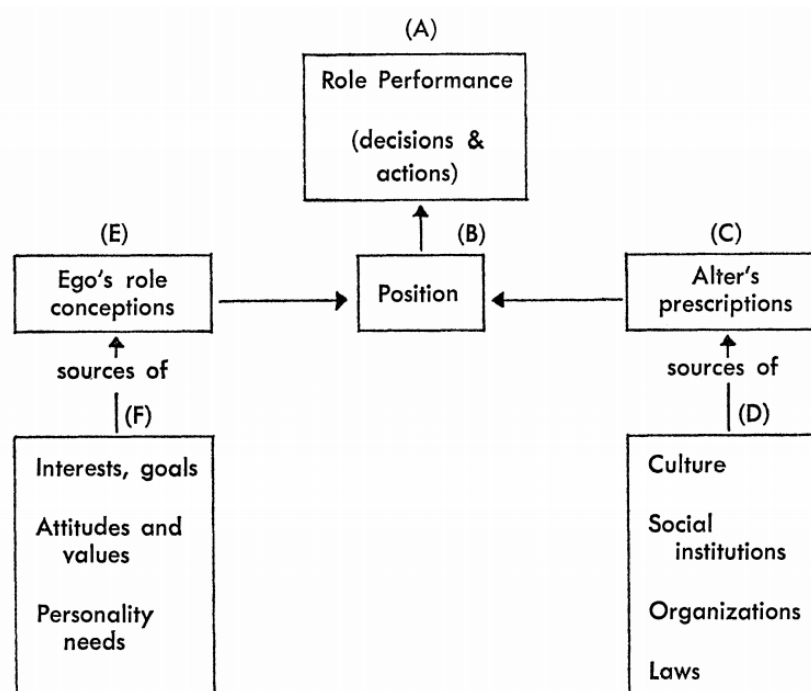 (A)
Role Performance
(decisions &
actions)
(E)
(B)
(C)
Ego's role
conceptions
Position
Alter's
prescriptions
sources of
sources of
(F)
(D)
Interests, goals
Attitudes and
values
Personality
needs
Culture
Social
institutions
Organizations
Laws